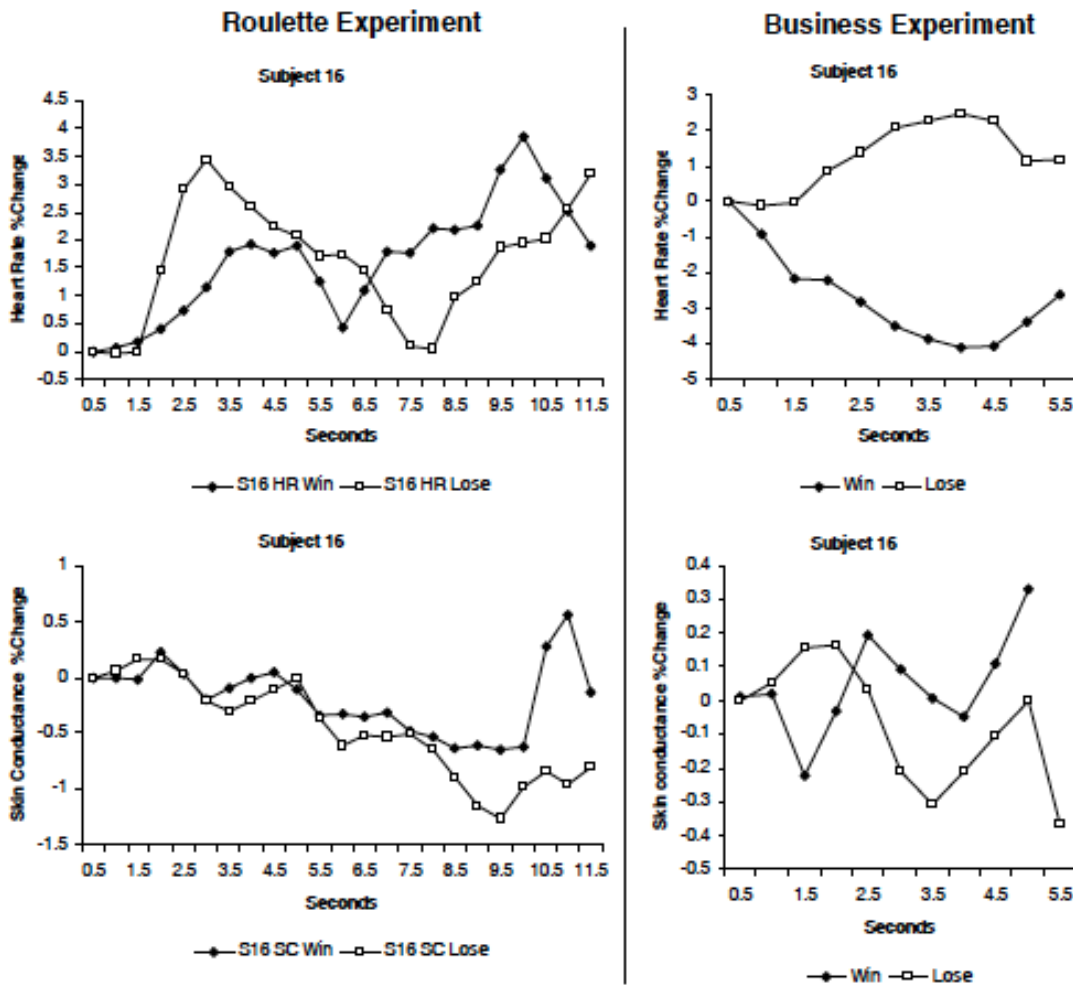 Roulette Experiment
Subject 16
4.5
4
3.5
3
2.5
2
1.5
1
0.5
0
-0.5
Heart Rate %Change
0.5 1.5 2.5 3.5 4.5 5.5 6.5 7.5 8.5 9.5 10.5 11.5
Seconds
S16 HR Win S16 HR Lose
Subject 16
1
0.5
0
-0.5
-1
-1.5
Skin Conductance %Change
0.5 1.5 2.5 3.5 4.5 5.5 6.5 7.5 8.5 9.5 10.5 11.5
Seconds
S16 SC Win S16 SC Lose
Business Experiment
Subject 16
3
2
1
0
-1
-2
-3
-4
-5
Heart Rate %Change
0.5 1.5 2.5 3.5 4.5 5.5
Seconds
Win Lose
Subject 16
0.4
0.3
0.2
0.1
0
-0.1
-0.2
-0.3
-0.4
-0.5
Skin conductance %Change
0.5 1.5 2.5 3.5 4.5 5.5
Seconds
Win Lose